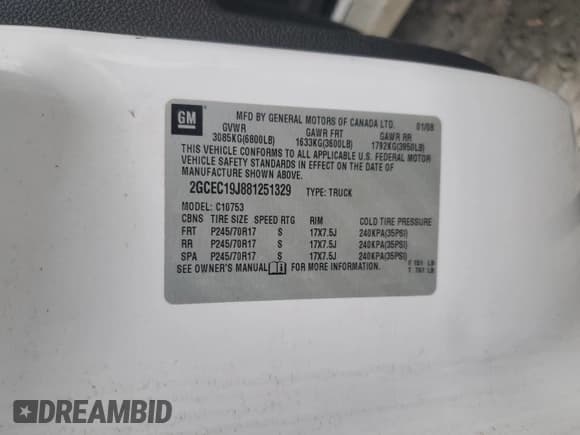 GM
MFD BY GENERAL MOTORS OF CANADA LTD. 01/08
GVWR GAWR FRT GAWR RR
3085KG(6800LB) 1633KG(3600LB) 1792KG(3950LB)
THIS VEHICLE CONFORMS TO ALL APPLICABLE U.S. FEDERAL MOTOR
VEHICLE SAFETY STANDARDS IN EFFECT ON THE DATE OF
MANUFACTURE SHOWN ABOVE.
2GCEC19J881251329 TYPE: TRUCK
MODEL: C10753
CBNS TIRE SIZE SPEED RTG RIM COLD TIRE PRESSURE
FRT P245/70R17 S 17X7.5J 240KPA(35PSI)
RR P245/70R17 S 17X7.5J 240KPA(35PSI)
SPA P245/70R17 S 17X7.5J 240KPA(35PSI)
SEE OWNER'S MANUAL FOR MORE INFORMATION.
DREAMBID